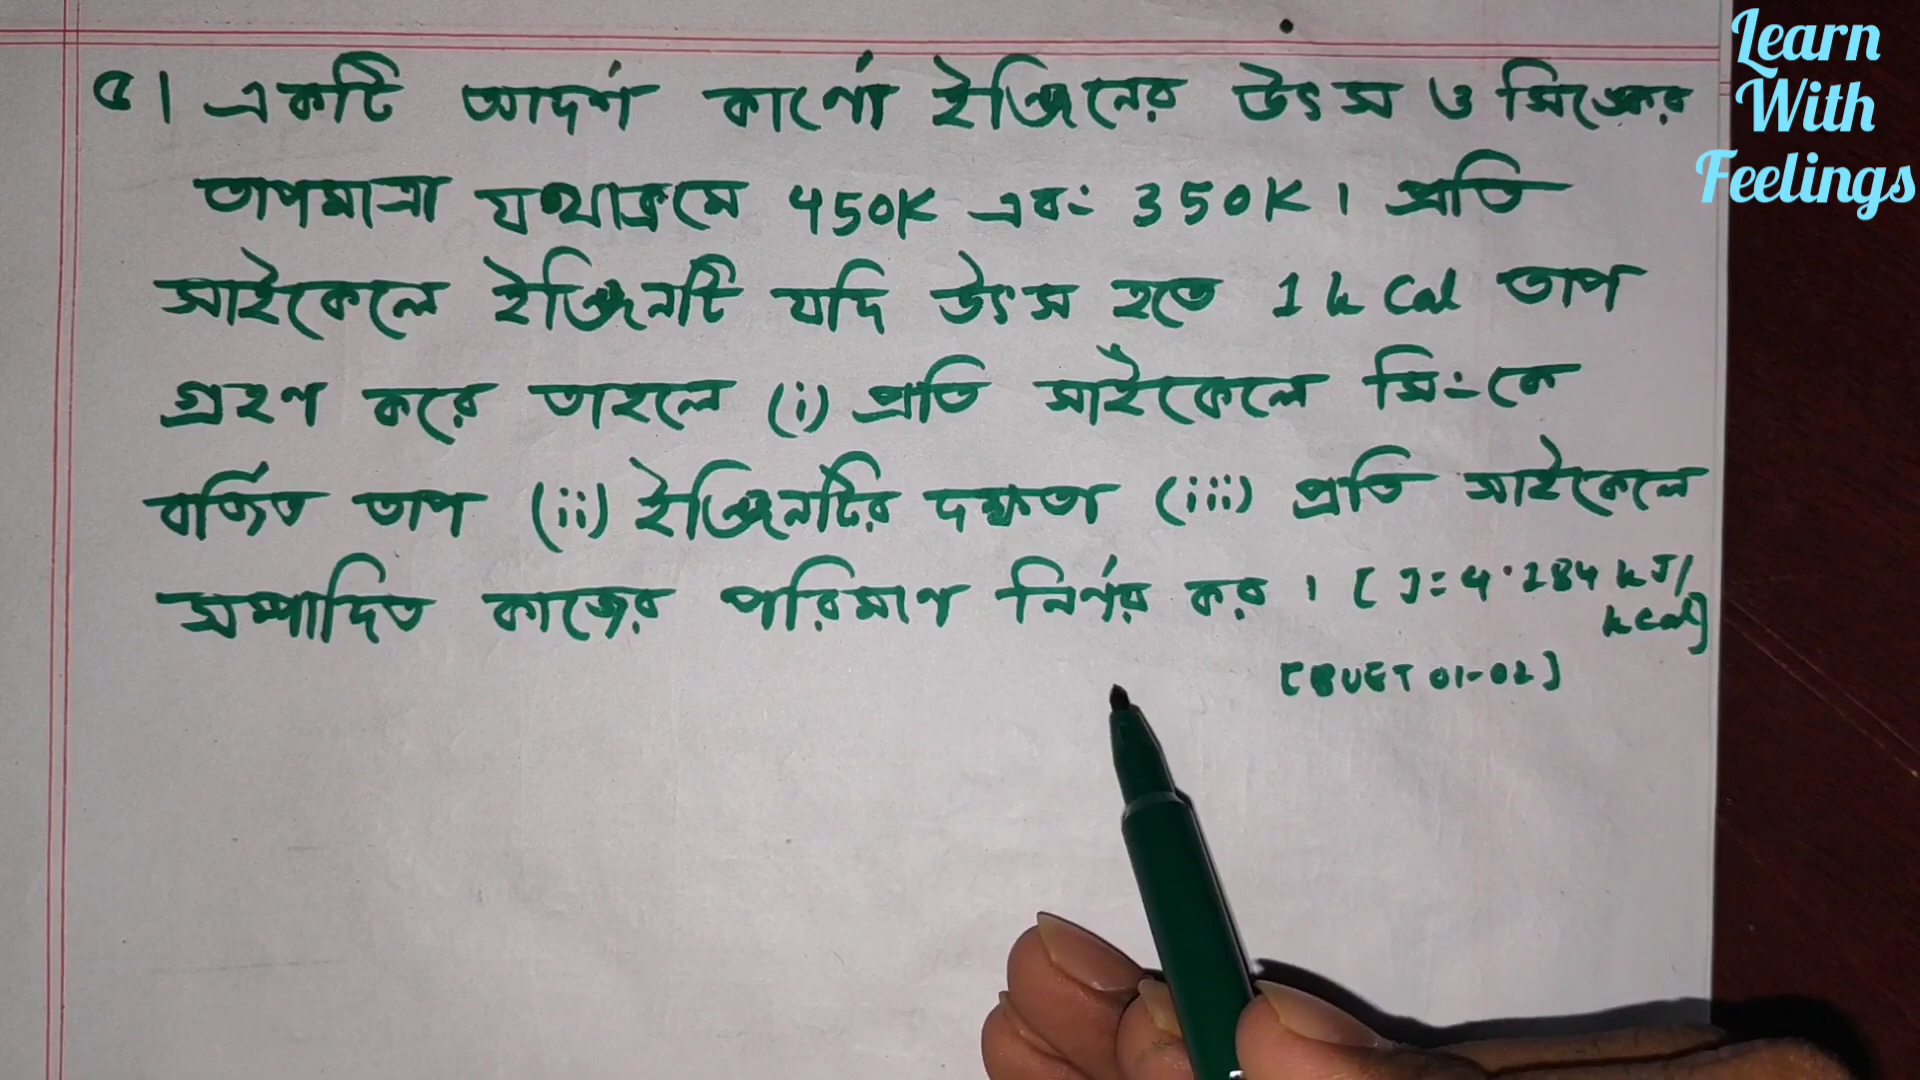 ৫। একটি আদর্শ কার্ণো ইঞ্জিনের উৎস ও সিঙ্কের
তাপমাত্রা যথাক্রমে 450K এবং 350K। প্রতি
সাইকেলে ইঞ্জিনটি যদি উৎস হতে 1 k Cal তাপ
গ্রহণ করে তাহলে (i) প্রতি সাইকেলে সিংকে
বর্জিত তাপ (ii) ইঞ্জিনটির দক্ষতা (iii) প্রতি সাইকেলে
সম্পাদিত কাজের পরিমাণ নির্ণয় কর। [J=4.184 kJ/
kCal]
[BUET 01-02]
Learn
With
Feelings